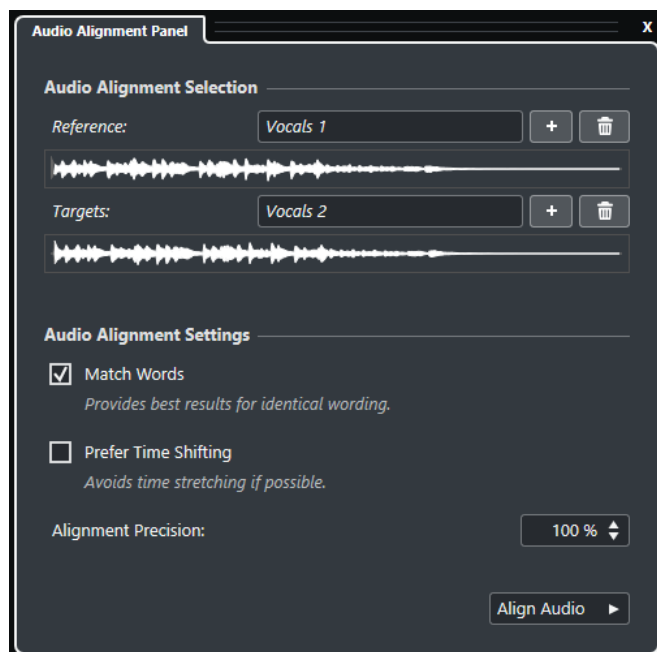 Audio Alignment Panel
X
Audio Alignment Selection
Reference:
Vocals 1
+
Targets:
Vocals 2
+
Audio Alignment Settings
Match Words
Provides best results for identical wording.
Prefer Time Shifting
Avoids time stretching if possible.
Alignment Precision:
100 %
Align Audio